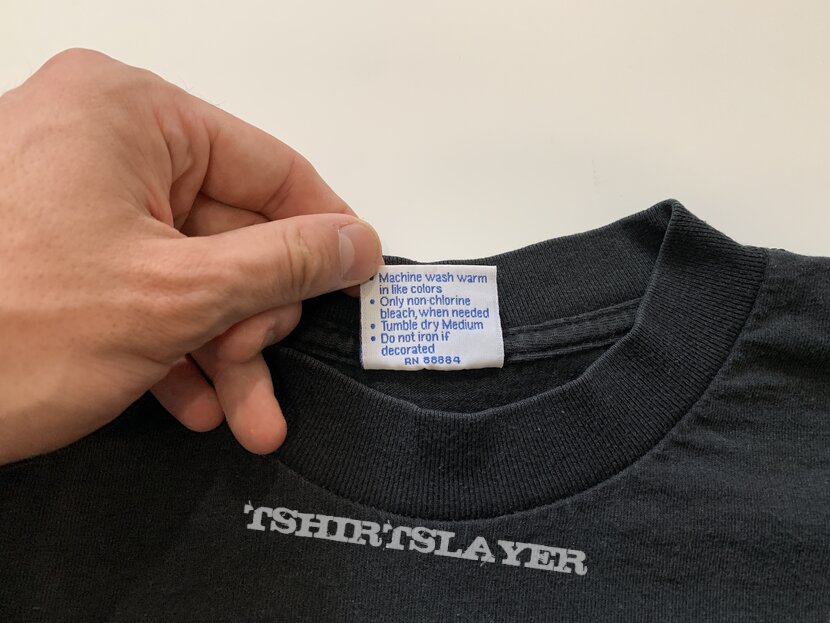 • Machine wash warm
in like colors
• Only non-chlorine
bleach, when needed
• Tumble dry Medium
• Do not iron if
decorated
RN 88884
TSHIRTSLAYER